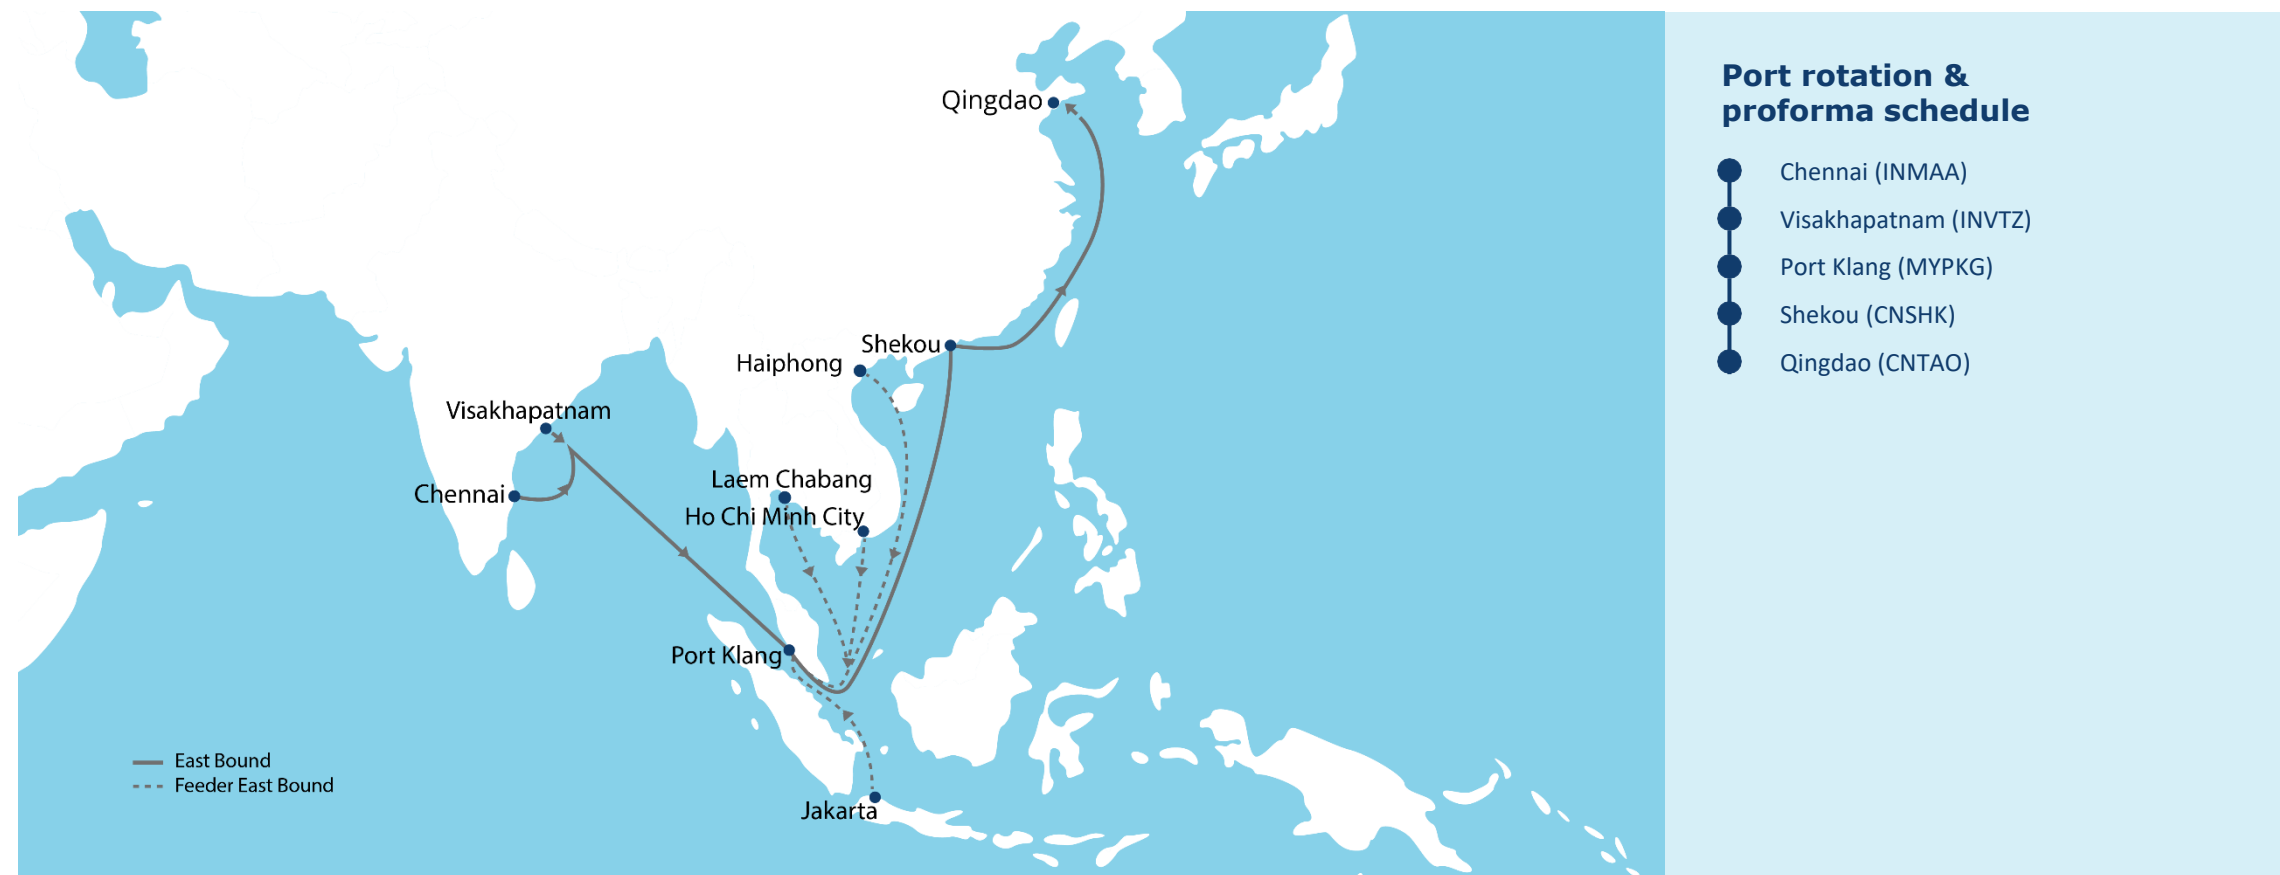 Qingdao
Shekou
Haiphong
Visakhapatnam
Laem Chabang
Chennai
Ho Chi Minh City
Port Klang
East Bound
Feeder East Bound
Jakarta
Port rotation &
proforma schedule
Chennai (INMAA)
Visakhapatnam (INVTZ)
Port Klang (MYPKG)
Shekou (CNSHK)
Qingdao (CNTAO)